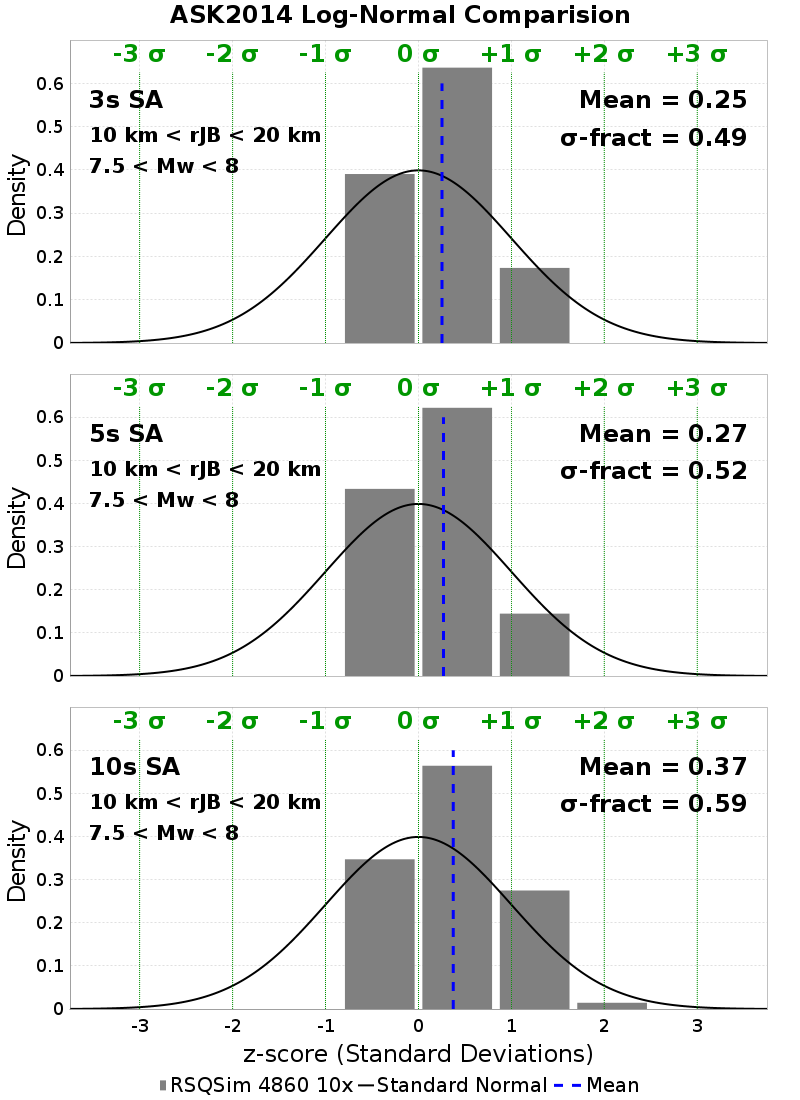 ASK2014 Log-Normal Comparision
-3 σ -2 σ -1 σ 0 σ +1 σ +2 σ +3 σ
3s SA
10 km < rJB < 20 km
7.5 < Mw < 8
Mean = 0.25
σ-fract = 0.49
Density
0.6
0.5
0.4
0.3
0.2
0.1
0
-3 σ -2 σ -1 σ 0 σ +1 σ +2 σ +3 σ
5s SA
10 km < rJB < 20 km
7.5 < Mw < 8
Mean = 0.27
σ-fract = 0.52
Density
0.6
0.5
0.4
0.3
0.2
0.1
0
-3 σ -2 σ -1 σ 0 σ +1 σ +2 σ +3 σ
10s SA
10 km < rJB < 20 km
7.5 < Mw < 8
Mean = 0.37
σ-fract = 0.59
Density
0.6
0.5
0.4
0.3
0.2
0.1
0
-3 -2 -1 0 1 2 3
z-score (Standard Deviations)
RSQSim 4860 10x Standard Normal Mean